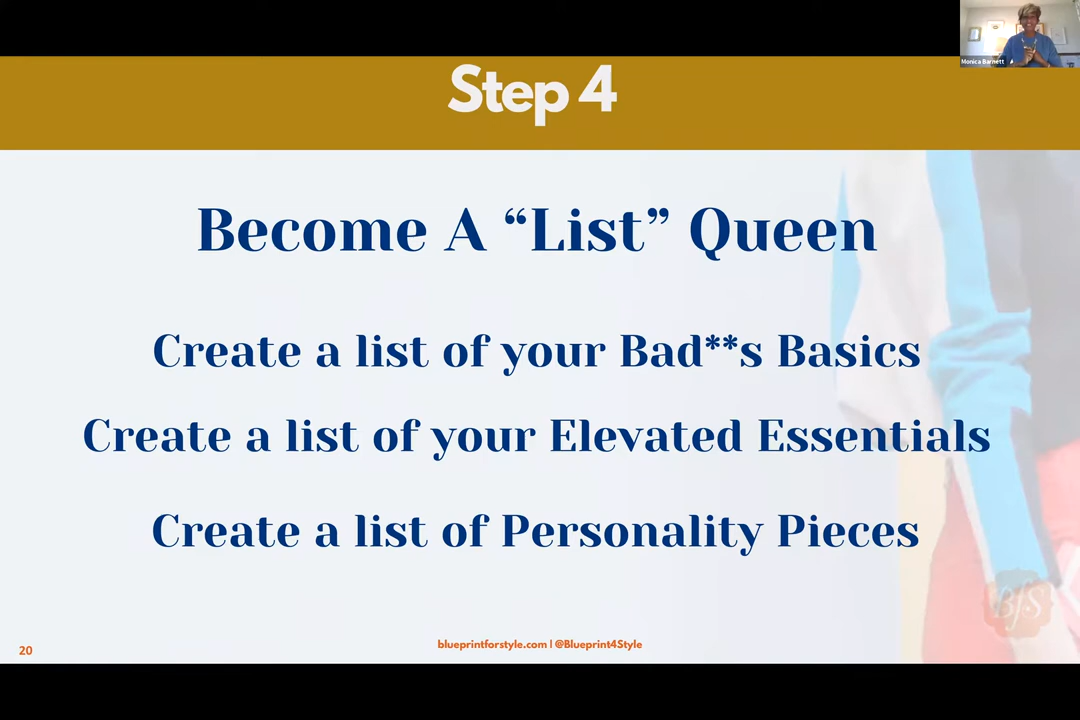 Monica Barnett
Step 4
Become A “List” Queen
Create a list of your Bad**s Basics
Create a list of your Elevated Essentials
Create a list of Personality Pieces
BfS
20
blueprintforstyle.com | @Blueprint4Style